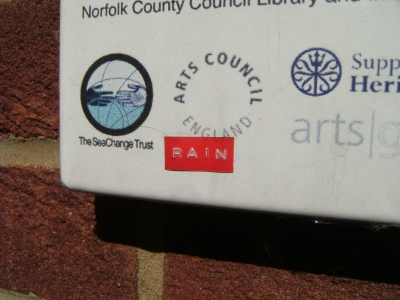 Norfolk County Council Library and
The SeaChange Trust
ARTS COUNCIL
ENGLAND
RAIN
Supp
Heri
arts|g